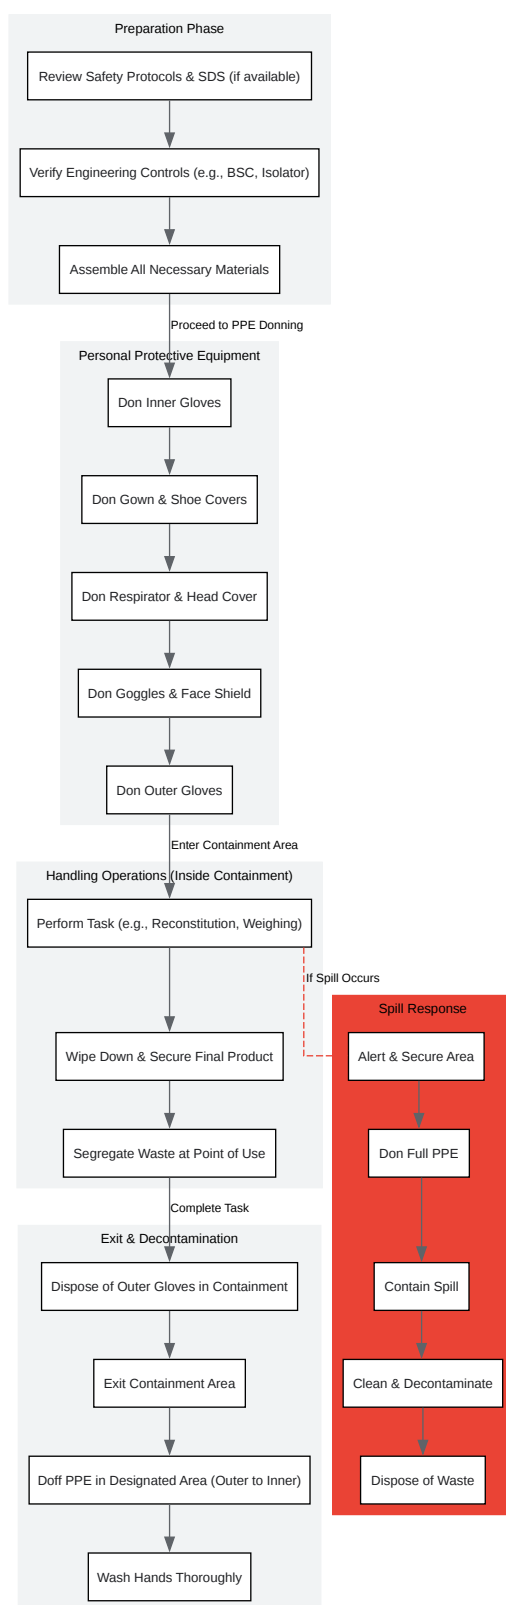 Preparation Phase
Review Safety Protocols & SDS (if available)
Verify Engineering Controls (e.g., BSC, Isolator)
Assemble All Necessary Materials
Proceed to PPE Donning
Personal Protective Equipment
Don Inner Gloves
Don Gown & Shoe Covers
Don Respirator & Head Cover
Don Goggles & Face Shield
Don Outer Gloves
Enter Containment Area
Handling Operations (Inside Containment)
Perform Task (e.g., Reconstitution, Weighing)
If Spill Occurs
Wipe Down & Secure Final Product
Segregate Waste at Point of Use
Complete Task
Exit & Decontamination
Dispose of Outer Gloves in Containment
Exit Containment Area
Doff PPE in Designated Area (Outer to Inner)
Wash Hands Thoroughly
Spill Response
Alert & Secure Area
Don Full PPE
Contain Spill
Clean & Decontaminate
Dispose of Waste